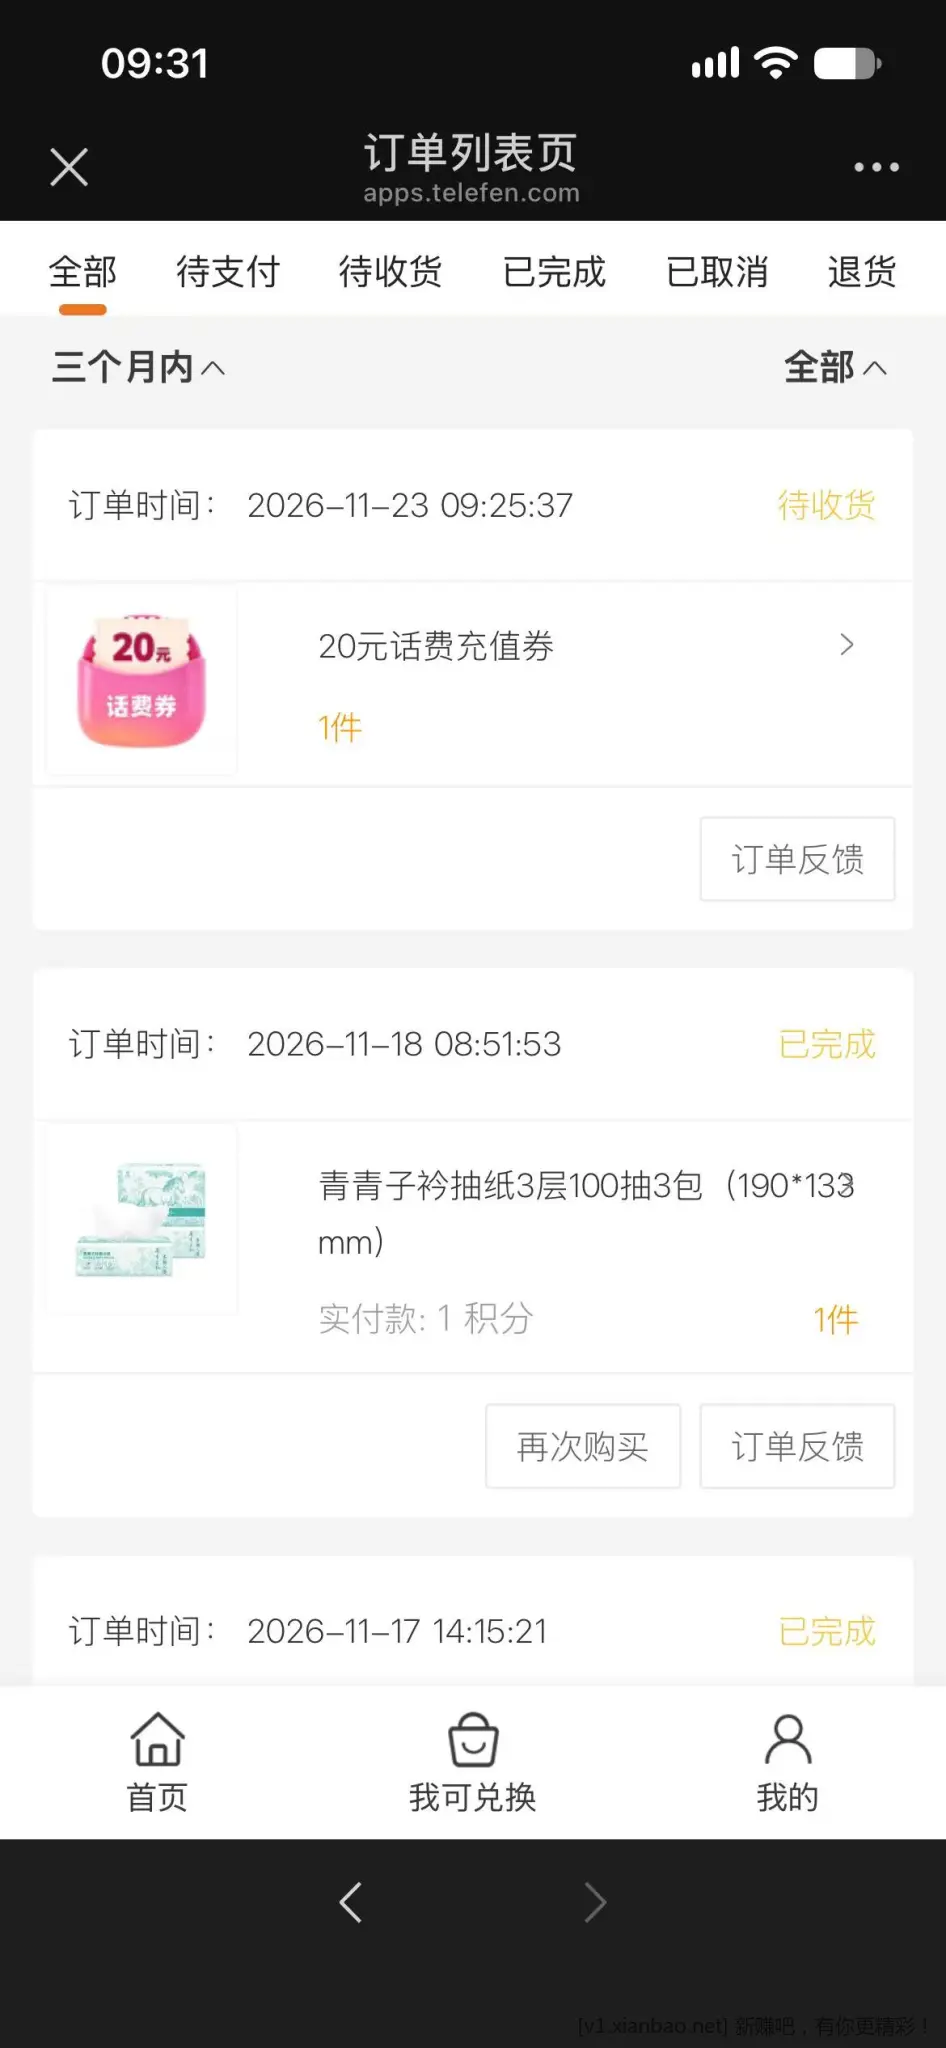 09:31
订单列表页
apps.telefen.com
全部 待支付 待收货 已完成 已取消 退货
三个月内 全部
订单时间: 2026-11-23 09:25:37 待收货
20元
话费券
20元话费充值券
1件
订单反馈
订单时间: 2026-11-18 08:51:53 已完成
青青子衿抽纸3层100抽3包（190*133
mm）
实付款: 1 积分 1件
再次购买 订单反馈
订单时间: 2026-11-17 14:15:21 已完成
首页 我可兑换 我的
[v1.xianbao.net] 新赚吧，有你更精彩！